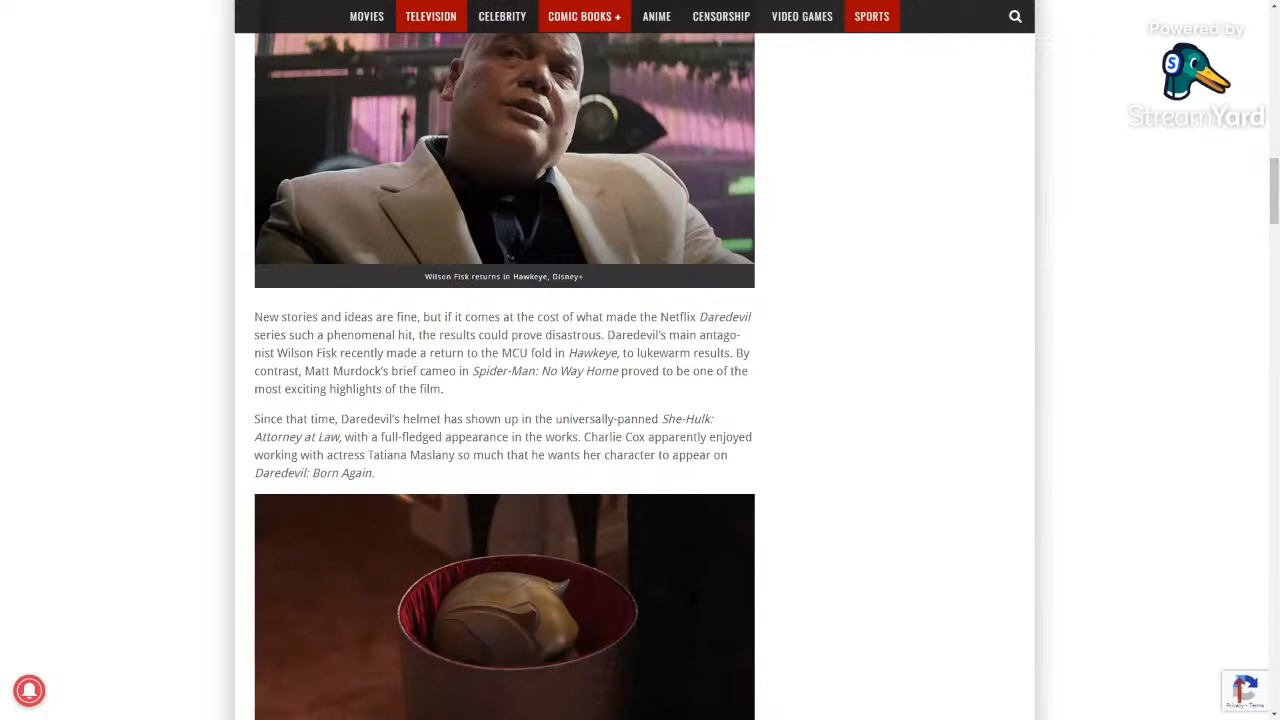 MOVIES TELEVISION CELEBRITY COMIC BOOKS + ANIME CENSORSHIP VIDEO GAMES SPORTS
Powered by
S
StreamYard
Wilson Fisk returns in Hawkeye, Disney+
New stories and ideas are fine, but if it comes at the cost of what made the Netflix Daredevil
series such a phenomenal hit, the results could prove disastrous. Daredevil's main antago-
nist Wilson Fisk recently made a return to the MCU fold in Hawkeye, to lukewarm results. By
contrast, Matt Murdock's brief cameo in Spider-Man: No Way Home proved to be one of the
most exciting highlights of the film.
Since that time, Daredevil's helmet has shown up in the universally-panned She-Hulk:
Attorney at Law, with a full-fledged appearance in the works. Charlie Cox apparently enjoyed
working with actress Tatiana Maslany so much that he wants her character to appear on
Daredevil: Born Again.
Privacy - Terms